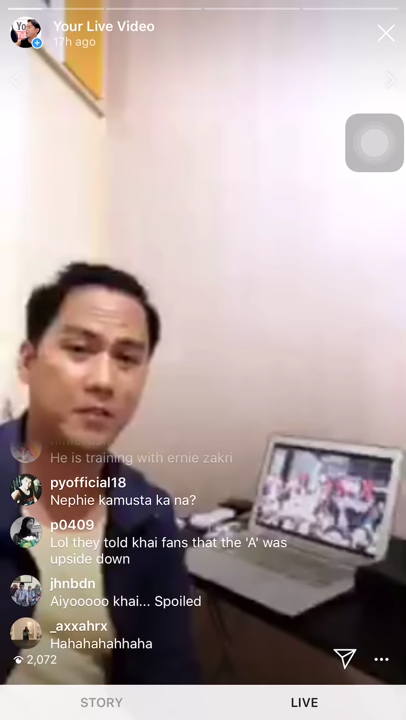 Yo
Your Live Video
17h ago
He is training with ernie zakri
pyofficial18
Nephie kamusta ka na?
p0409
Lol they told khai fans that the 'A' was
upside down
jhnbdn
Aiyooooo khai... Spoiled
_axxahrx
Hahahahahhaha
2,072
STORY
LIVE